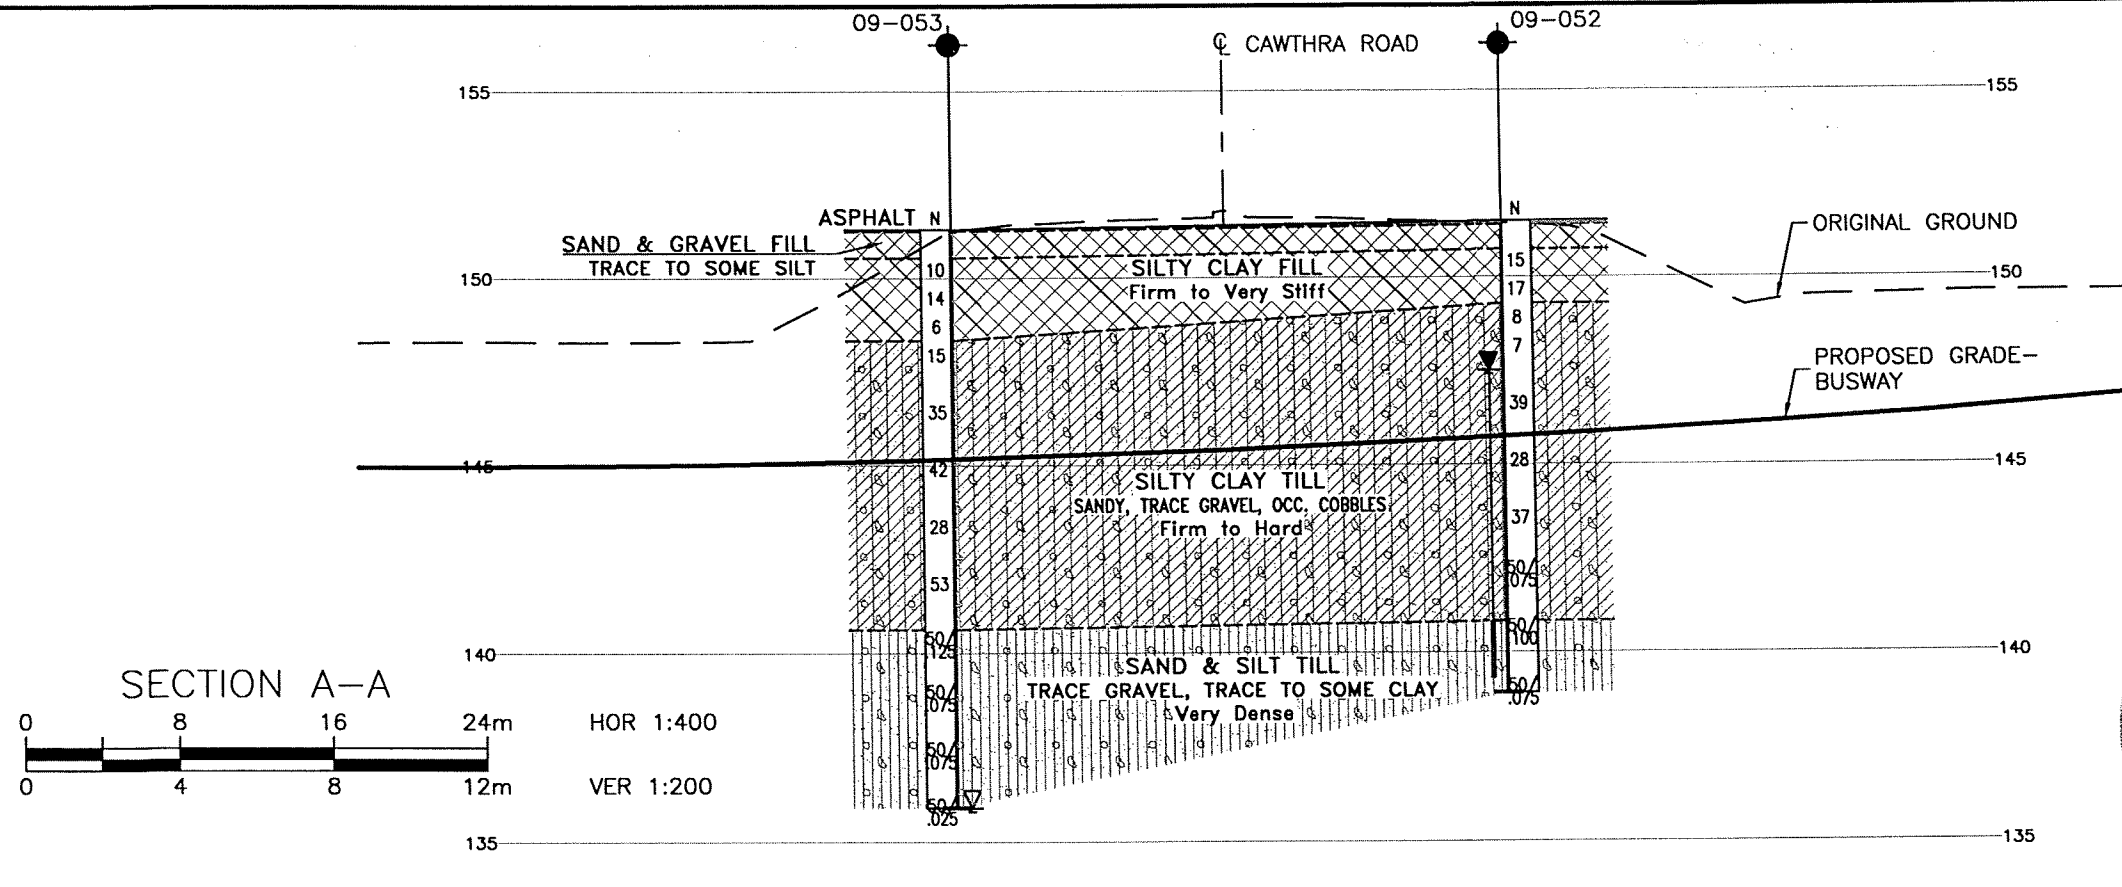 09-053
09-052
℄ CAWTHRA ROAD
155
155
ASPHALT N
N
SAND & GRAVEL FILL
TRACE TO SOME SILT
ORIGINAL GROUND
SILTY CLAY FILL
Firm to Very Stiff
150
150
10
14
6
15
35
42
28
53
50/
.125
50/
.075
50/
.075
50/
.025
15
17
8
7
39
28
37
50/
.075
50/
.100
50/
.075
PROPOSED GRADE-
BUSWAY
145
145
SILTY CLAY TILL
SANDY, TRACE GRAVEL, OCC. COBBLES
Firm to Hard
140
140
SAND & SILT TILL
TRACE GRAVEL, TRACE TO SOME CLAY
Very Dense
SECTION A-A
0 8 16 24m HOR 1:400
0 4 8 12m VER 1:200
135
135